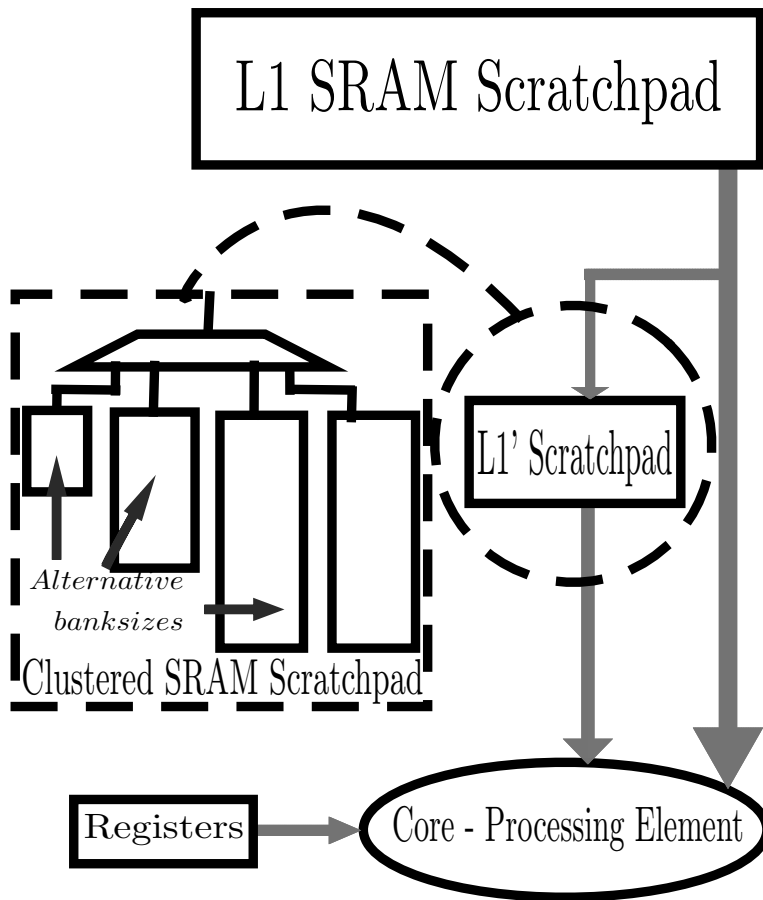 L1 SRAM Scratchpad
L1' Scratchpad
Alternative
banksizes
Clustered SRAM Scratchpad
Registers
Core - Processing Element